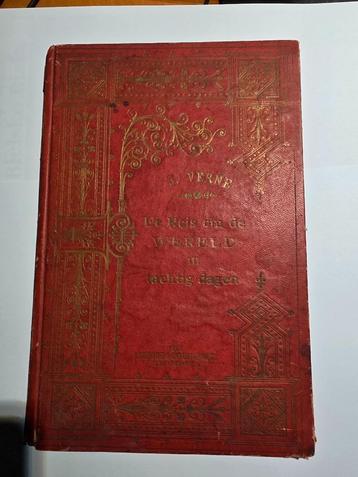 J. VERNE
De Reis om de
WERELD
in
tachtig dagen